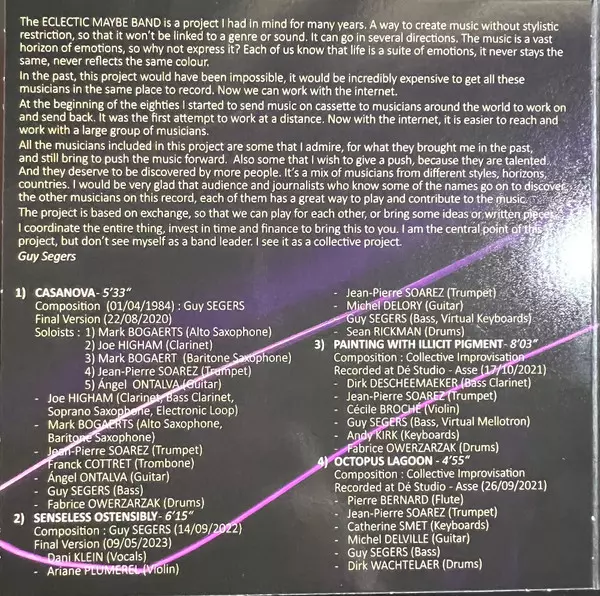 The ECLECTIC MAYBE BAND is a project I had in mind for many years. A way to create music without stylistic
restriction, so that it won't be linked to a genre or sound. It can go in several directions. The music is a vast
horizon of emotions, so why not express it? Each of us know that life is a suite of emotions, it never stays the
same, never reflects the same colour.
In the past, this project would have been impossible, it would be incredibly expensive to get all these
musicians in the same place to record. Now we can work with the internet.
At the beginning of the eighties I started to send music on cassette to musicians around the world to work on
and send back. It was the first attempt to work at a distance. Now with the internet, it is easier to reach and
work with a large group of musicians.
All the musicians included in this project are some that I admire, for what they brought me in the past,
and still bring to push the music forward. Also some that I wish to give a push, because they are talented.
And they deserve to be discovered by more people. It's a mix of musicians from different styles, horizons,
countries. I would be very glad that audience and journalists who know some of the names go on to discover
the other musicians on this record, each of them has a great way to play and contribute to the music.
The project is based on exchange, so that we can play for each other, or bring some ideas or written pieces.
I coordinate the entire thing, invest in time and finance to bring this to you. I am the central point of this
project, but don't see myself as a band leader. I see it as a collective project.
Guy Segers
1) CASANOVA- 5'33"
Composition (01/04/1984) : Guy SEGERS
Final Version (22/08/2020)
Soloists : 1) Mark BOGAERTS (Alto Saxophone)
2) Joe HIGHAM (Clarinet)
3) Mark BOGAERT (Baritone Saxophone)
4) Jean-Pierre SOAREZ (Trumpet)
5) Ángel ONTALVA (Guitar)
- Joe HIGHAM (Clarinet, Bass Clarinet,
Soprano Saxophone, Electronic Loop)
- Mark BOGAERTS (Alto Saxophone,
Baritone Saxophone)
- Jean-Pierre SOAREZ (Trumpet)
- Franck COTTRET (Trombone)
- Ángel ONTALVA (Guitar)
- Guy SEGERS (Bass)
- Fabrice OWERZARZAK (Drums)
2) SENSELESS OSTENSIBLY- 6'15"
Composition : Guy SEGERS (14/09/2022)
Final Version (09/05/2023)
- Dani KLEIN (Vocals)
- Ariane PLUMEREL (Violin)
- Jean-Pierre SOAREZ (Trumpet)
- Michel DELORY (Guitar)
- Guy SEGERS (Bass, Virtual Keyboards)
- Sean RICKMAN (Drums)
3) PAINTING WITH ILLICIT PIGMENT- 8'03"
Composition : Collective Improvisation
Recorded at Dé Studio - Asse (17/10/2021)
- Dirk DESCHEEMAEKER (Bass Clarinet)
- Jean-Pierre SOAREZ (Trumpet)
- Cécile BROCHÉ (Violin)
- Guy SEGERS (Bass, Virtual Mellotron)
- Andy KIRK (Keyboards)
- Fabrice OWERZARZAK (Drums)
4) OCTOPUS LAGOON - 4'55"
Composition : Collective Improvisation
Recorded at Dé Studio - Asse (26/09/2021)
- Pierre BERNARD (Flute)
- Jean-Pierre SOAREZ (Trumpet)
- Catherine SMET (Keyboards)
- Michel DELVILLE (Guitar)
- Guy SEGERS (Bass)
- Dirk WACHTELAER (Drums)